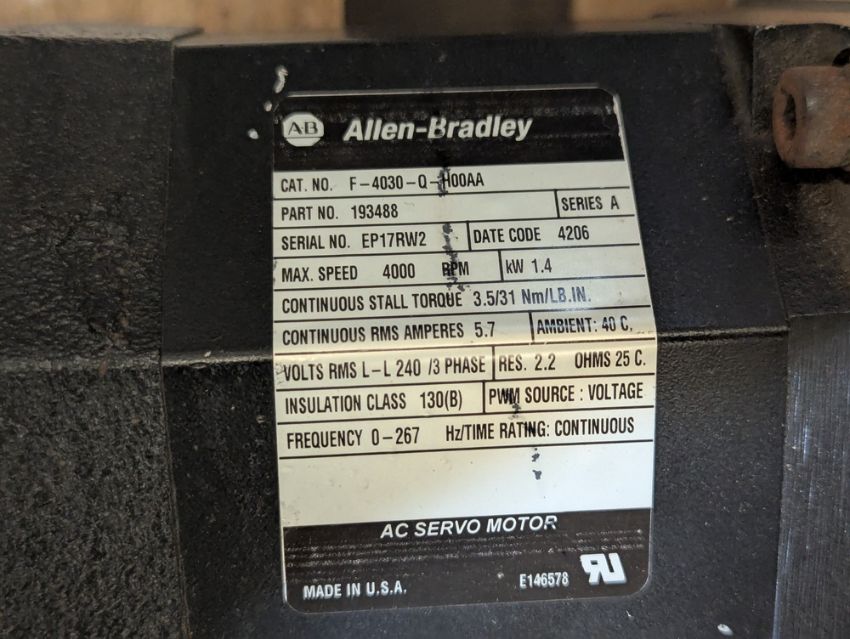 AB Allen-Bradley
CAT. NO. F-4030-Q-H00AA
PART NO. 193488 SERIES A
SERIAL NO. EP17RW2 DATE CODE 4206
MAX. SPEED 4000 RPM kW 1.4
CONTINUOUS STALL TORQUE 3.5/31 Nm/LB.IN.
CONTINUOUS RMS AMPERES 5.7 AMBIENT: 40 C.
VOLTS RMS L-L 240 /3 PHASE RES. 2.2 OHMS 25 C.
INSULATION CLASS 130(B) PWM SOURCE : VOLTAGE
FREQUENCY 0-267 Hz/TIME RATING: CONTINUOUS
AC SERVO MOTOR
MADE IN U.S.A. E146578 RU